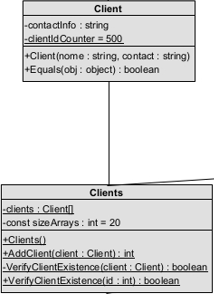 Client
-contactInfo : string
-clientIdCounter = 500
+Client(nome : string, contact : string)
+Equals(obj : object) : boolean
Clients
-clients : Client[]
-const sizeArrays : int = 20
+Clients()
+AddClient(client : Client) : int
-VerifyClientExistence(client : Client) : boolean
+VerifyClientExistence(id : int) : boolean